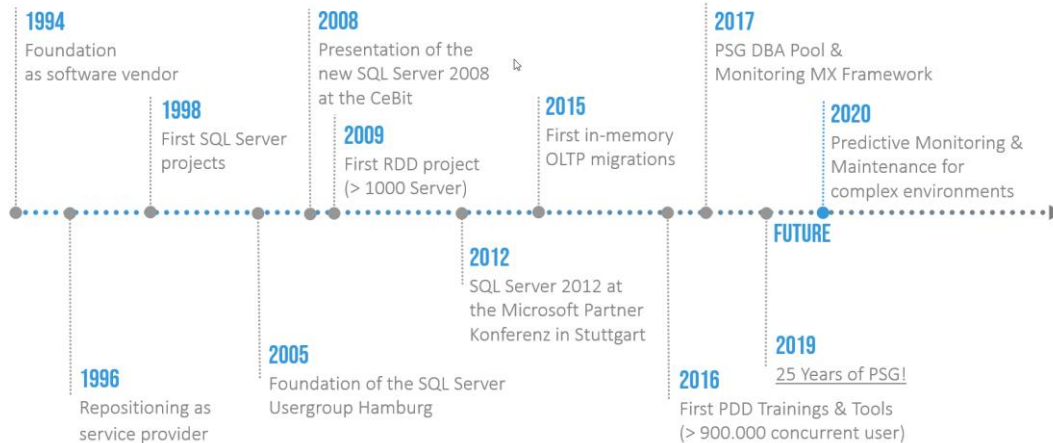 1994
Foundation
as software vendor
1996
Repositioning as
service provider
1998
First SQL Server
projects
2005
Foundation of the SQL Server
Usergroup Hamburg
2008
Presentation of the
new SQL Server 2008
at the CeBit
2009
First RDD project
(> 1000 Server)
2012
SQL Server 2012 at
the Microsoft Partner
Konferenz in Stuttgart
2015
First in-memory
OLTP migrations
2016
First PDD Trainings & Tools
(> 900.000 concurrent user)
2017
PSG DBA Pool &
Monitoring MX Framework
2019
25 Years of PSG!
2020
Predictive Monitoring &
Maintenance for
complex environments
FUTURE